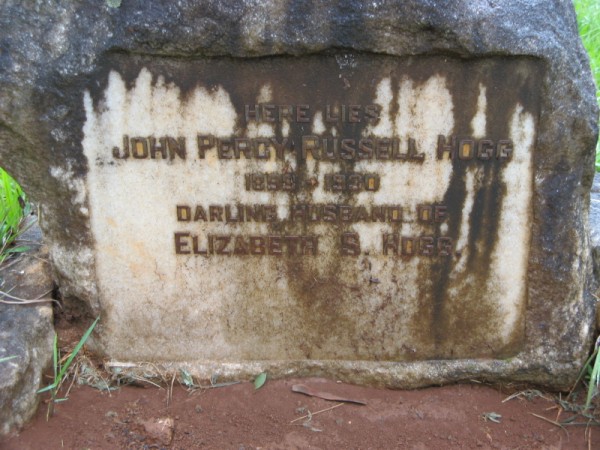 HERE LIES
JOHN PERCY RUSSELL HOGG
DARLING HUSBAND OF
ELIZABETH S. HOGG.